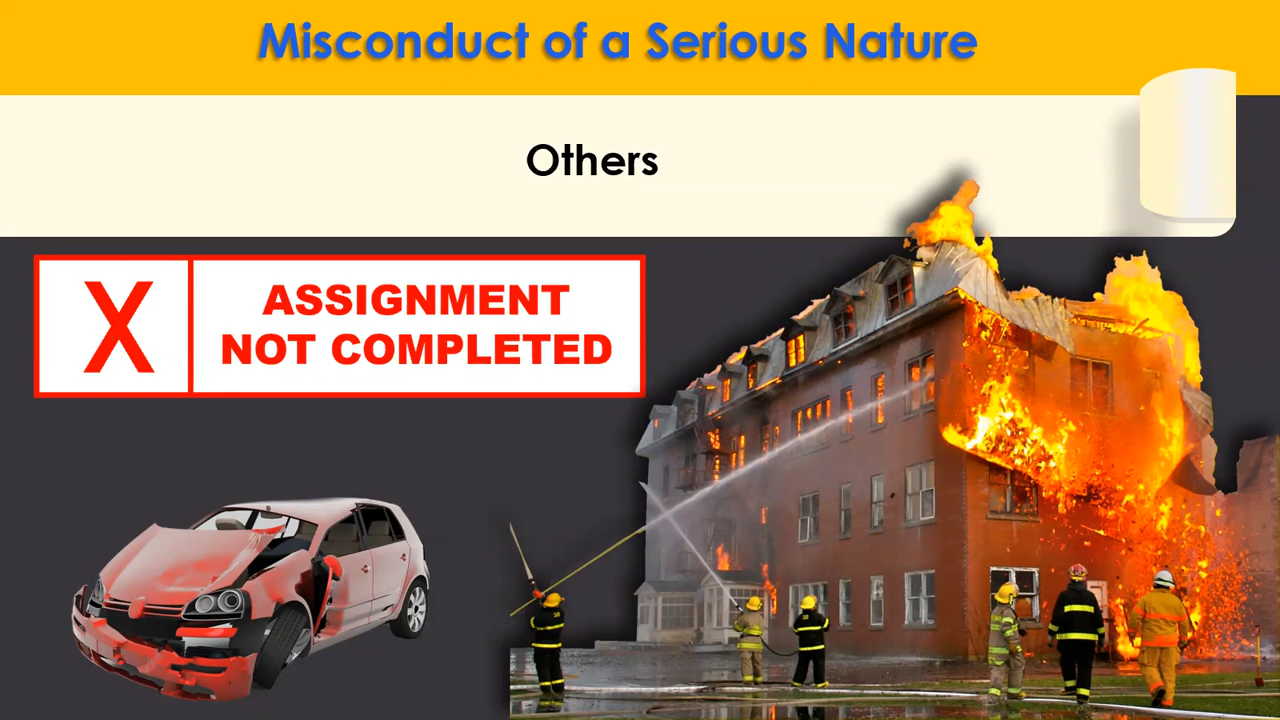 Misconduct of a Serious Nature
Others
X
ASSIGNMENT
NOT COMPLETED